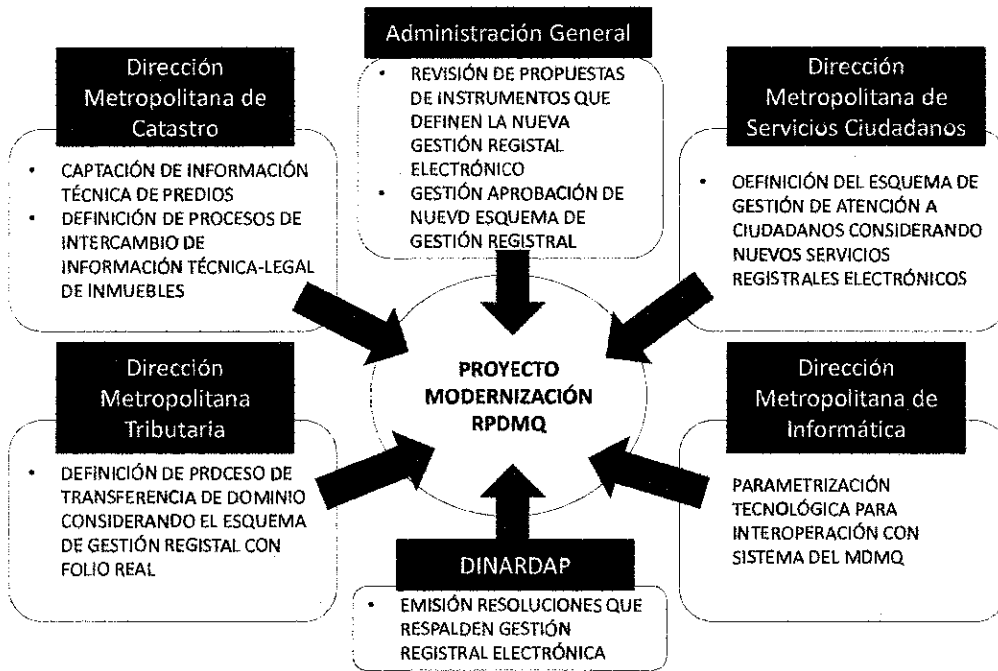 Administración General
• REVISIÓN DE PROPUESTAS
DE INSTRUMENTOS QUE
DEFINEN LA NUEVA
GESTIÓN REGISTAL
ELECTRÓNICO
• GESTIÓN APROBACIÓN DE
NUEVO ESQUEMA DE
GESTIÓN REGISTRAL
Dirección
Metropolitana de
Catastro
• CAPTACIÓN DE INFORMACIÓN
TÉCNICA DE PREDIOS
• DEFINICIÓN DE PROCESOS DE
INTERCAMBIO DE
INFORMACIÓN TÉCNICA-LEGAL
DE INMUEBLES
Dirección
Metropolitana de
Servicios Ciudadanos
• DEFINICIÓN DEL ESQUEMA DE
GESTIÓN DE ATENCIÓN A
CIUDADANOS CONSIDERANDO
NUEVOS SERVICIOS
REGISTRALES ELECTRÓNICOS
PROYECTO
MODERNIZACIÓN
RPDMQ
Dirección
Metropolitana
Tributaria
• DEFINICIÓN DE PROCESO DE
TRANSFERENCIA DE DOMINIO
CONSIDERANDO EL ESQUEMA
DE GESTIÓN REGISTAL CON
FOLIO REAL
Dirección
Metropolitana de
Informática
PARAMETRIZACIÓN
TECNOLÓGICA PARA
INTEROPERACIÓN CON
SISTEMA DEL MDMQ
DINARDAP
• EMISIÓN RESOLUCIONES QUE
RESPALDEN GESTIÓN
REGISTRAL ELECTRÓNICA